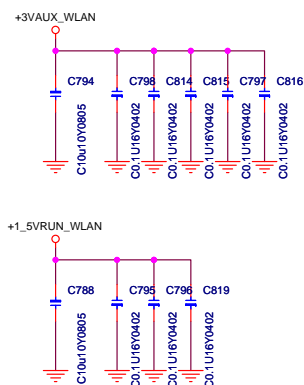 +3VAUX_WLAN
C794
C798
C814
C815
C797
C816
C10u10Y0805
C0.1U16Y0402
C0.1U16Y0402
C0.1U16Y0402
C0.1U16Y0402
C0.1U16Y0402
+1_5VRUN_WLAN
C788
C795
C796
C819
C10u10Y0805
C0.1U16Y0402
C0.1U16Y0402
C0.1U16Y0402